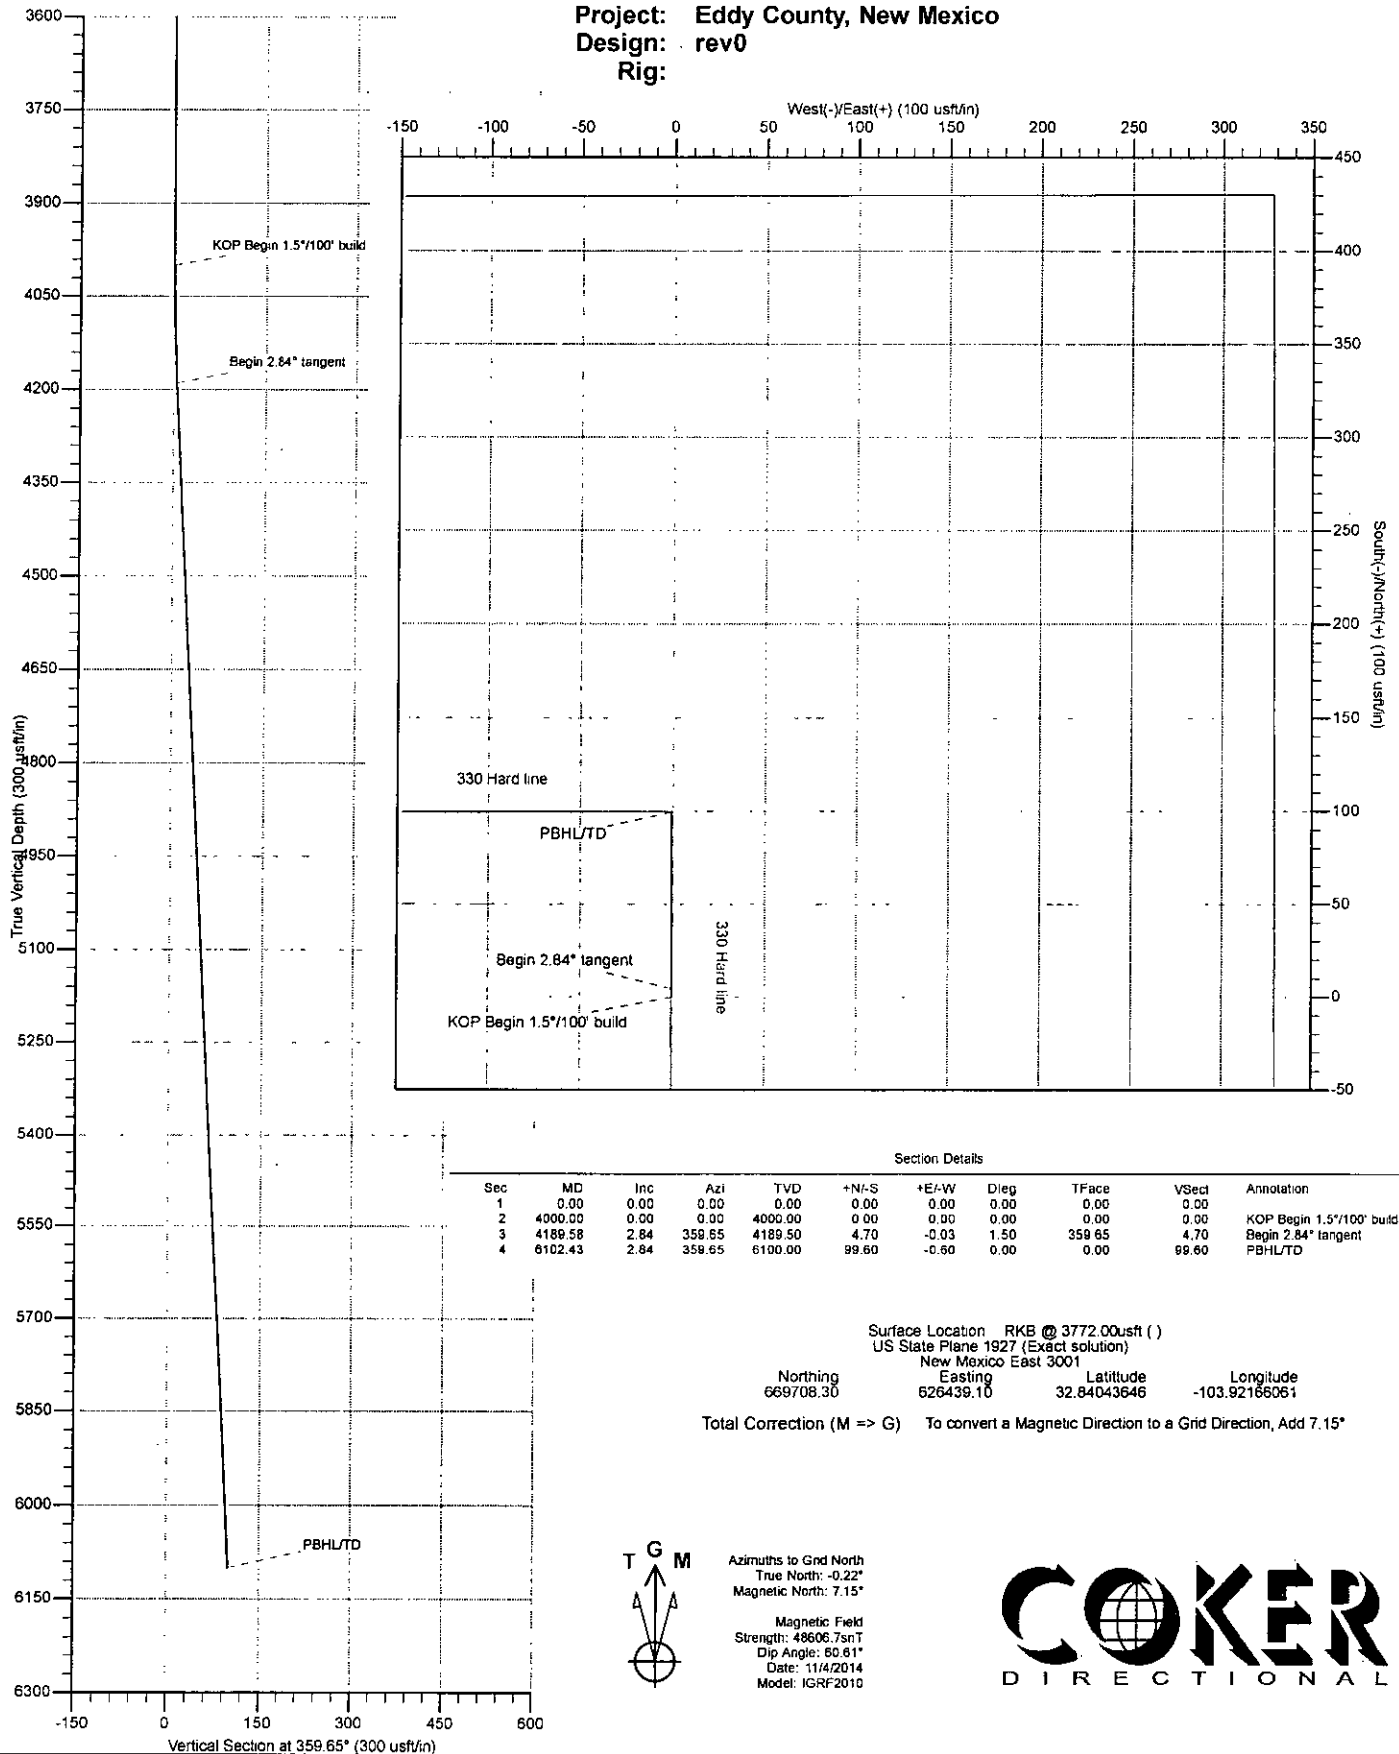 Project: Eddy County, New Mexico
Design: rev0
Rig:
3600
3750
3900
4050
4200
4350
4500
4650
4800
4950
5100
5250
5400
5550
5700
5850
6000
6150
6300
True Vertical Depth (300 usft/in)
KOP Begin 1.5°/100' build
Begin 2.84° tangent
PBHL/TD
-150 0 150 300 450 600
Vertical Section at 359.65° (300 usft/in)
West(-)/East(+) (100 usft/in)
-150 -100 -50 0 50 100 150 200 250 300 350
450
400
350
300
250
200
150
100
50
0
-50
South(-)/North(+) (100 usft/in)
330 Hard line
PBHL/TD
330 Hard line
Begin 2.84° tangent
KOP Begin 1.5°/100' build
Section Details
Sec MD Inc Azi TVD +N/-S +E/-W Dleg TFace VSect Annotation
1 0.00 0.00 0.00 0.00 0.00 0.00 0.00 0.00 0.00
2 4000.00 0.00 0.00 4000.00 0.00 0.00 0.00 0.00 0.00 KOP Begin 1.5°/100' build
3 4189.58 2.84 359.65 4189.50 4.70 -0.03 1.50 359.65 4.70 Begin 2.84° tangent
4 6102.43 2.84 359.65 6100.00 99.60 -0.60 0.00 0.00 99.60 PBHL/TD
Surface Location RKB @ 3772.00usft ( )
US State Plane 1927 (Exact solution)
New Mexico East 3001
Northing Easting Latitude Longitude
669708.30 626439.10 32.84043646 -103.92166061
Total Correction (M => G) To convert a Magnetic Direction to a Grid Direction, Add 7.15°
T G M
Azimuths to Grid North
True North: -0.22°
Magnetic North: 7.15°
Magnetic Field
Strength: 48606.7snT
Dip Angle: 60.61°
Date: 11/4/2014
Model: IGRF2010
COKER
DIRECTIONAL